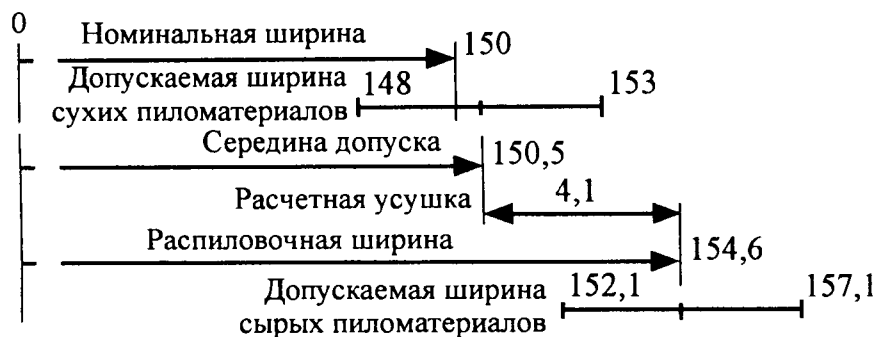 0
Номинальная ширина
150
Допускаемая ширина
сухих пиломатериалов
148
153
Середина допуска
150,5
Расчетная усушка
4,1
Распиловочная ширина
154,6
Допускаемая ширина
сырых пиломатериалов
152,1
157,1